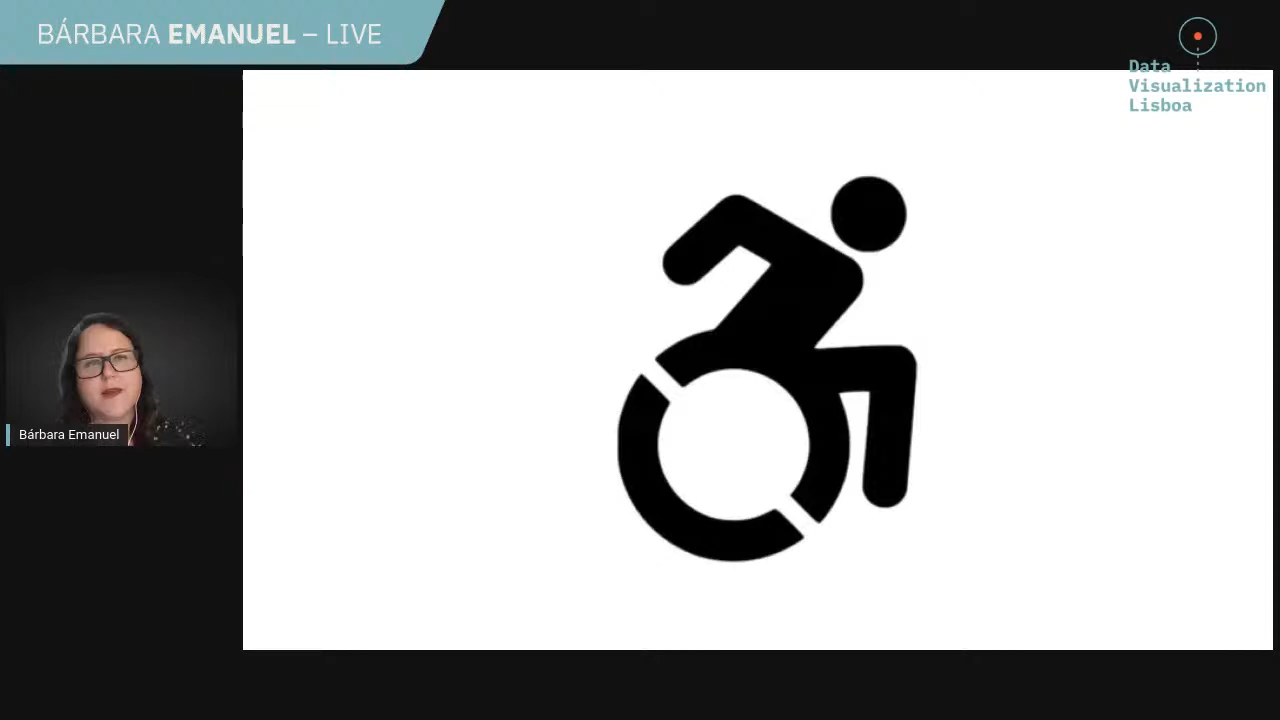 BÁRBARA EMANUEL – LIVE
Data
Visualization
Lisboa
Bárbara Emanuel